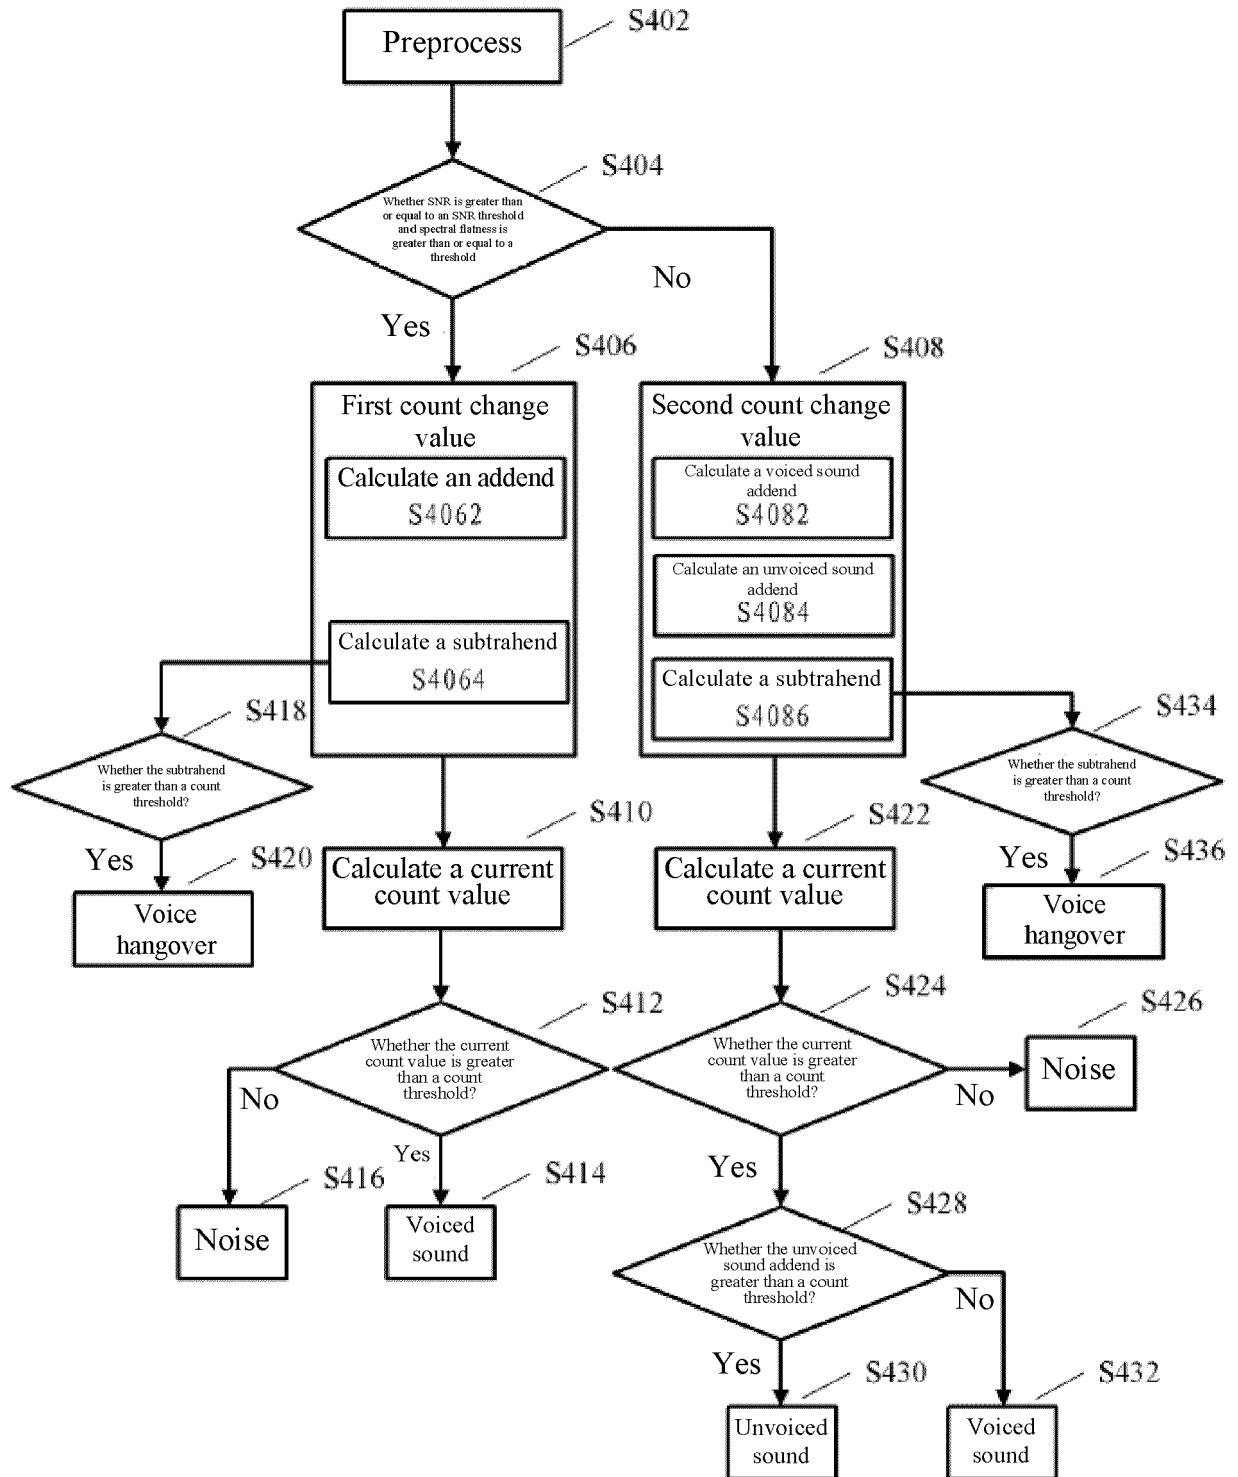 S402
Preprocess
S404
Whether SNR is greater than
or equal to an SNR threshold
and spectral flatness is
greater than or equal to a
threshold
No
Yes
S406
S408
First count change
value
Calculate an addend
S4062
Calculate a subtrahend
S4064
Second count change
value
Calculate a voiced sound
addend
S4082
Calculate an unvoiced sound
addend
S4084
Calculate a subtrahend
S4086
S418
Whether the subtrahend
is greater than a count
threshold?
Yes
S420
Voice
hangover
S434
Whether the subtrahend
is greater than a count
threshold?
Yes
S436
Voice
hangover
S410
Calculate a current
count value
S422
Calculate a current
count value
S412
Whether the current
count value is greater
than a count
threshold?
No
Yes
S416
Noise
S414
Voiced
sound
S424
Whether the current
count value is greater
than a count
threshold?
No
S426
Noise
Yes
S428
Whether the unvoiced
sound addend is
greater than a count
threshold?
No
Yes
S430
Unvoiced
sound
S432
Voiced
sound